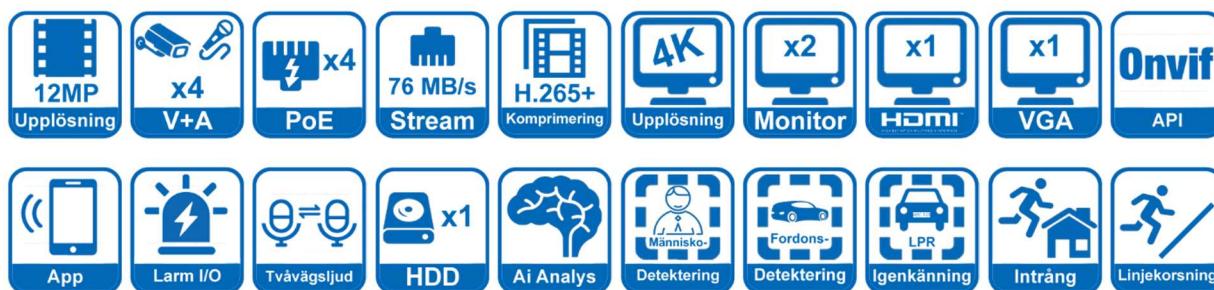 12MP
Upplösning
x4
V+A
x4
PoE
76 MB/s
Stream
H.265+
Komprimering
4K
Upplösning
x2
Monitor
x1
HDMI
x1
VGA
Onvif
API
App
Larm I/O
Tvåvägsljud
x1
HDD
Ai Analys
Människo-
Detektering
Fordons-
Detektering
LPR
Igenkänning
Intrång
Linjekorsning